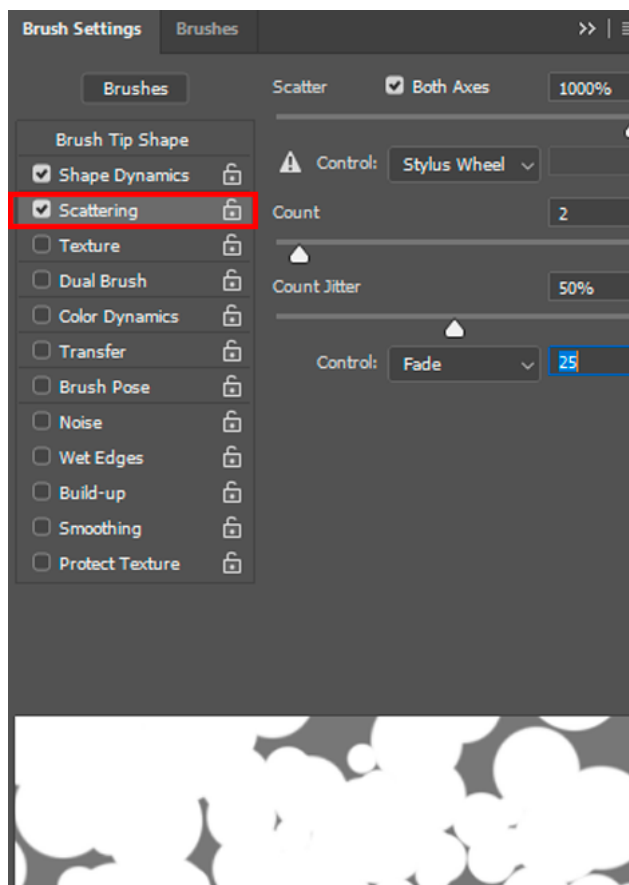 Brush Settings Brushes
Brushes
Scatter Both Axes 1000%
Brush Tip Shape
Shape Dynamics
Control: Stylus Wheel
Scattering
Count 2
Texture
Dual Brush
Count Jitter 50%
Color Dynamics
Transfer
Control: Fade 25
Brush Pose
Noise
Wet Edges
Build-up
Smoothing
Protect Texture